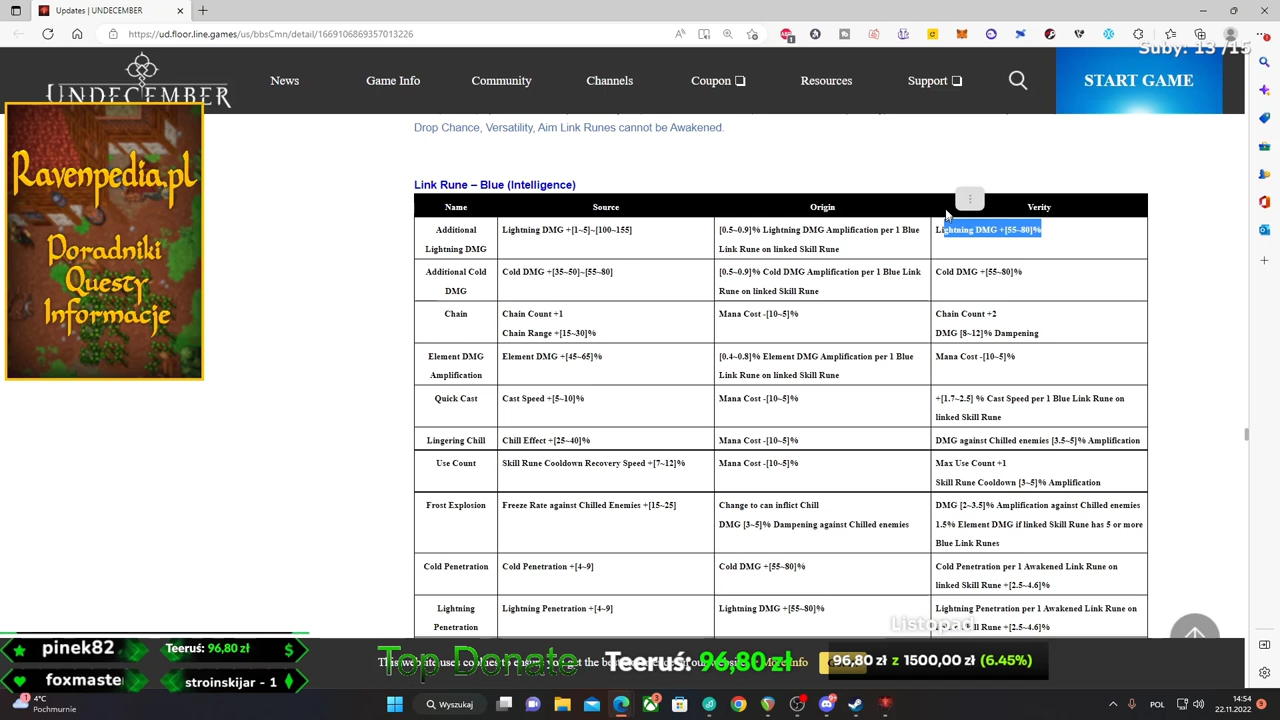 Updates | UNDECEMBER
https://ud.floor.line.games/us/bbsCmn/detail/1669106869357013226
Suby: 13 /15
UNDECEMBER
News
Game Info
Community
Channels
Coupon
Resources
Support
START GAME
Ravenpedia.pl
Poradniki
Questy
Informacje
Drop Chance, Versatility, Aim Link Runes cannot be Awakened.
Link Rune – Blue (Intelligence)
Name Source Origin Verity
Additional Lightning DMG +[1~5]~[100~155] [0.5~0.9]% Lightning DMG Amplification per 1 Blue Lightning DMG +[55~80]%
Lightning DMG Link Rune on linked Skill Rune
Additional Cold Cold DMG +[35~50]~[55~80] [0.5~0.9]% Cold DMG Amplification per 1 Blue Link Cold DMG +[55~80]%
DMG Rune on linked Skill Rune
Chain Chain Count +1 Mana Cost -[10~5]% Chain Count +2
Chain Range +[15~30]% DMG [8~12]% Dampening
Element DMG Element DMG +[45~65]% [0.4~0.8]% Element DMG Amplification per 1 Blue Mana Cost -[10~5]%
Amplification Link Rune on linked Skill Rune
Quick Cast Cast Speed +[5~10]% Mana Cost -[10~5]% +[1.7~2.5] % Cast Speed per 1 Blue Link Rune on
linked Skill Rune
Lingering Chill Chill Effect +[25~40]% Mana Cost -[10~5]% DMG against Chilled enemies [3.5~5]% Amplification
Use Count Skill Rune Cooldown Recovery Speed +[7~12]% Mana Cost -[10~5]% Max Use Count +1
Skill Rune Cooldown [3~5]% Amplification
Frost Explosion Freeze Rate against Chilled Enemies +[15~25] Change to can inflict Chill DMG [2~3.5]% Amplification against Chilled enemies
DMG [3~5]% Dampening against Chilled enemies 1.5% Element DMG if linked Skill Rune has 5 or more
Blue Link Runes
Cold Penetration Cold Penetration +[4~9] Cold DMG +[55~80]% Cold Penetration per 1 Awakened Link Rune on
linked Skill Rune +[2.5~4.6]%
Lightning Lightning Penetration +[4~9] Lightning DMG +[55~80]% Lightning Penetration per 1 Awakened Link Rune on
Penetration Skill Rune +[2.5~4.6]%
Listopad
pinek82
Teeruś: 96,80 zł
$
Top Donate
Teeruś: 96,80 zł
This website uses cookies to
More Info
96,80 zł z 1500,00 zł (6.45%)
foxmaste
stroinskijar - 1
4°C
Pochmurnie
Wyszukaj
POL
14:54
22.11.2022